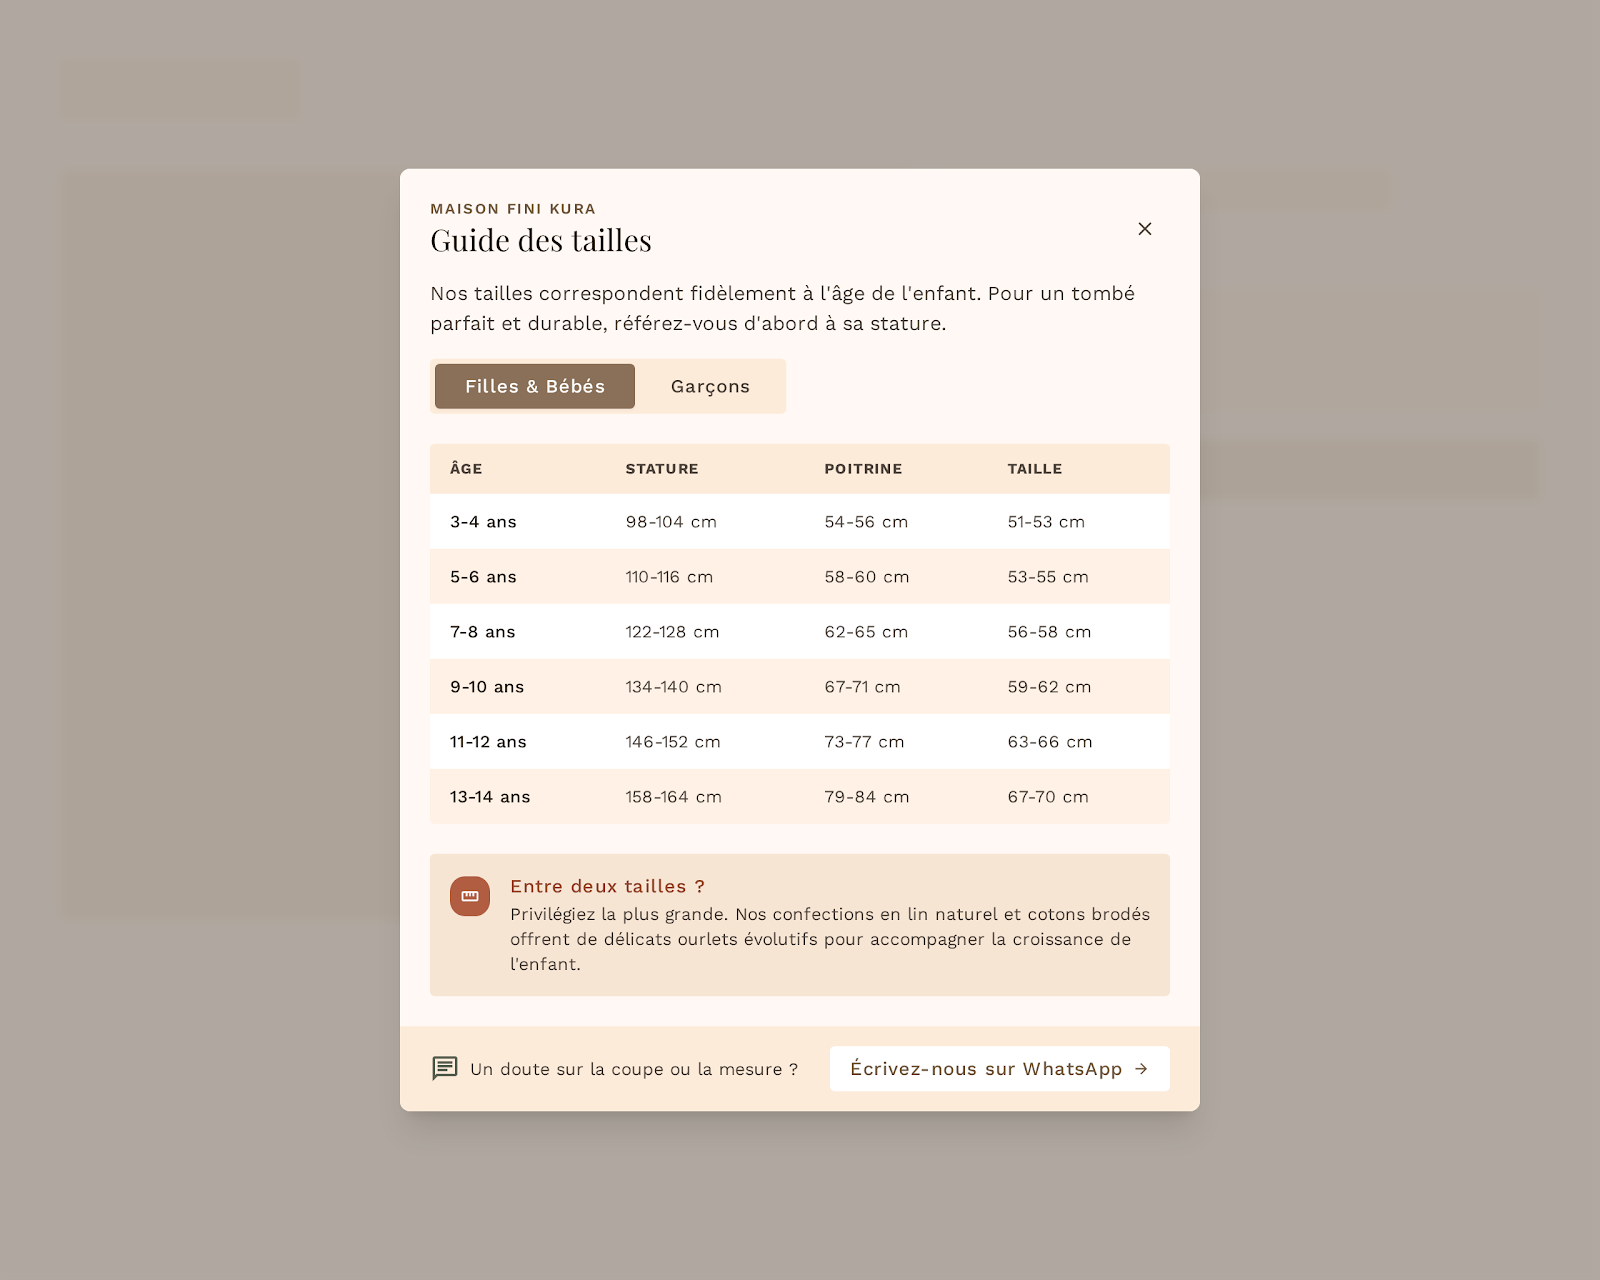 MAISON FINI KURA
Guide des tailles
Nos tailles correspondent fidèlement à l'âge de l'enfant. Pour un tombé
parfait et durable, référez-vous d'abord à sa stature.
Filles & Bébés Garçons
ÂGE STATURE POITRINE TAILLE
3-4 ans 98-104 cm 54-56 cm 51-53 cm
5-6 ans 110-116 cm 58-60 cm 53-55 cm
7-8 ans 122-128 cm 62-65 cm 56-58 cm
9-10 ans 134-140 cm 67-71 cm 59-62 cm
11-12 ans 146-152 cm 73-77 cm 63-66 cm
13-14 ans 158-164 cm 79-84 cm 67-70 cm
Entre deux tailles ?
Privilégiez la plus grande. Nos confections en lin naturel et cotons brodés
offrent de délicats ourlets évolutifs pour accompagner la croissance de
l'enfant.
Un doute sur la coupe ou la mesure ? Écrivez-nous sur WhatsApp →